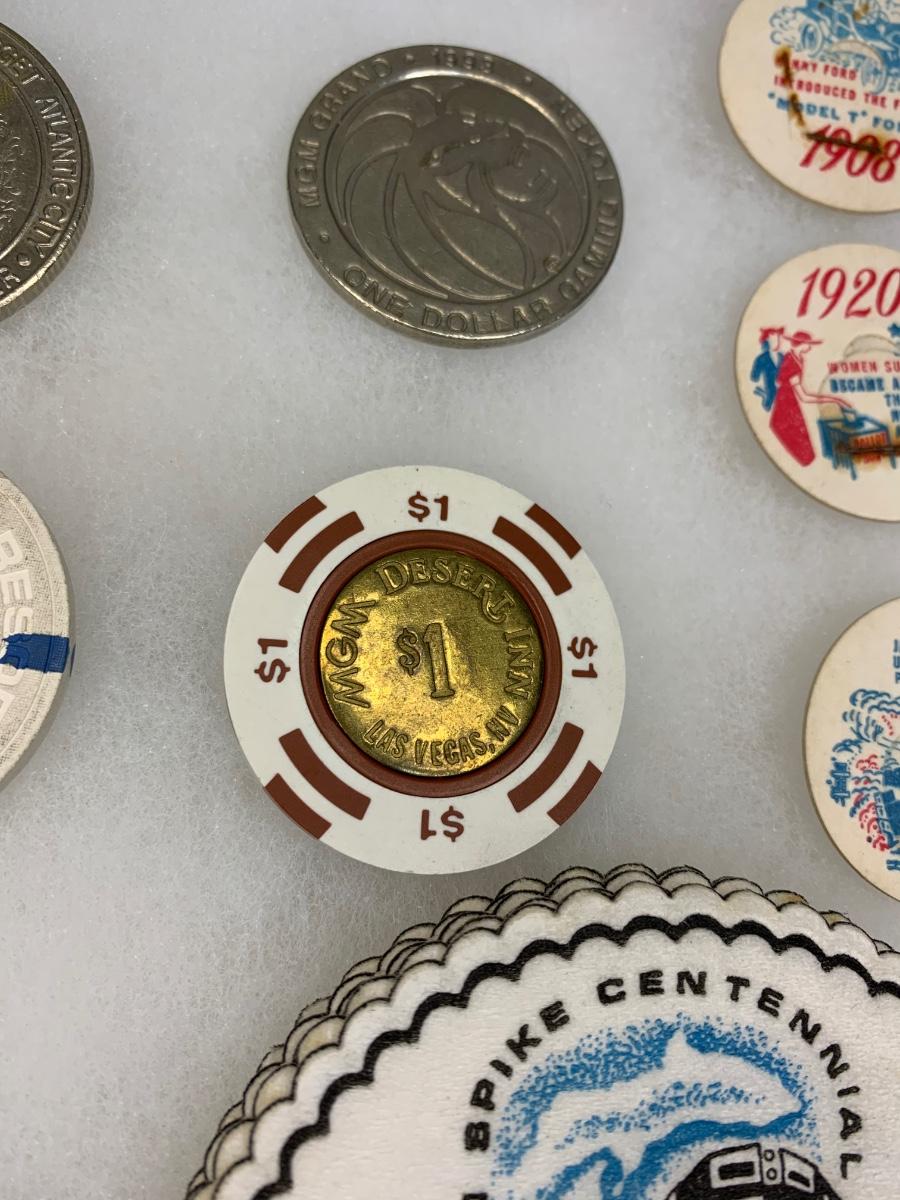 ATLANTIC CITY
MGM GRAND • 1993 •
ONE DOLLAR GAMING TOKEN
FORD
INTRODUCED THE
"MODEL T"
1908
1920
WOMEN
BECAME
BALLOT
$1
$1
$1
$1
MGM DESERT INN
$1
LAS VEGAS, NV
SPIKE CENTENNIAL